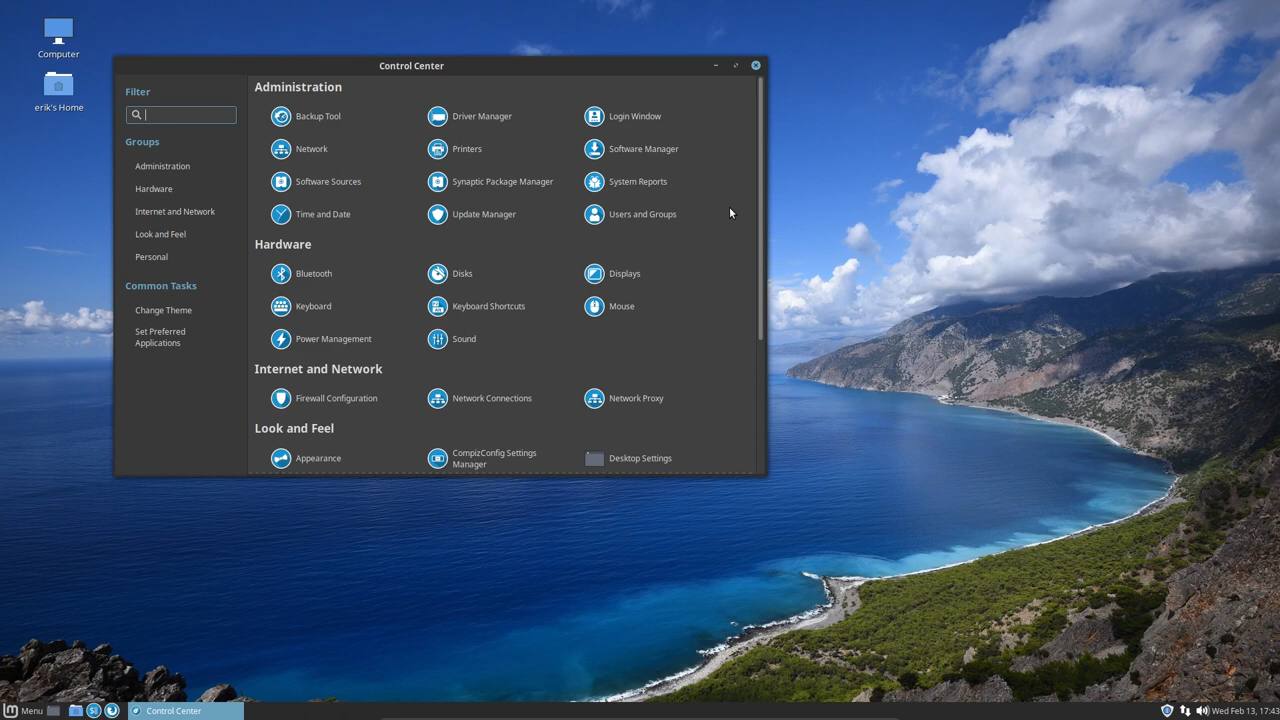 Computer
erik's Home
Control Center
Filter
Groups
Administration
Hardware
Internet and Network
Look and Feel
Personal
Common Tasks
Change Theme
Set Preferred
Applications
Administration
Backup Tool
Driver Manager
Login Window
Network
Printers
Software Manager
Software Sources
Synaptic Package Manager
System Reports
Time and Date
Update Manager
Users and Groups
Hardware
Bluetooth
Disks
Displays
Keyboard
Keyboard Shortcuts
Mouse
Power Management
Sound
Internet and Network
Firewall Configuration
Network Connections
Network Proxy
Look and Feel
Appearance
CompizConfig Settings
Manager
Desktop Settings
Menu
Control Center
Wed Feb 13, 17:43